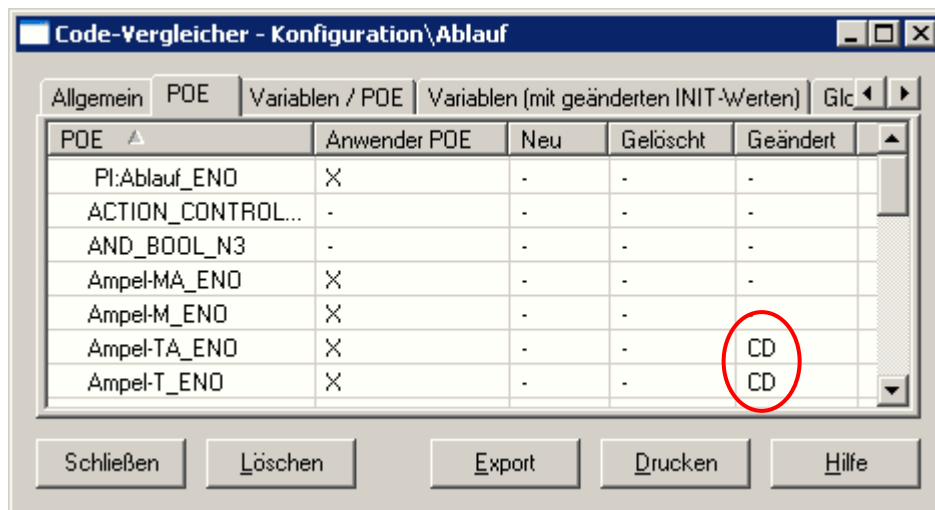 Code-Vergleicher - Konfiguration\Ablauf
Allgemein POE Variablen / POE Variablen (mit geänderten INIT-Werten) Glc
POE Anwender POE Neu Gelöscht Geändert
PI:Ablauf_ENO X - - -
ACTION_CONTROL... - - - -
AND_BOOL_N3 - - - -
Ampel-MA_ENO X - - -
Ampel-M_ENO X - - -
Ampel-TA_ENO X - - CD
Ampel-T_ENO X - - CD
Schließen Löschen Export Drucken Hilfe